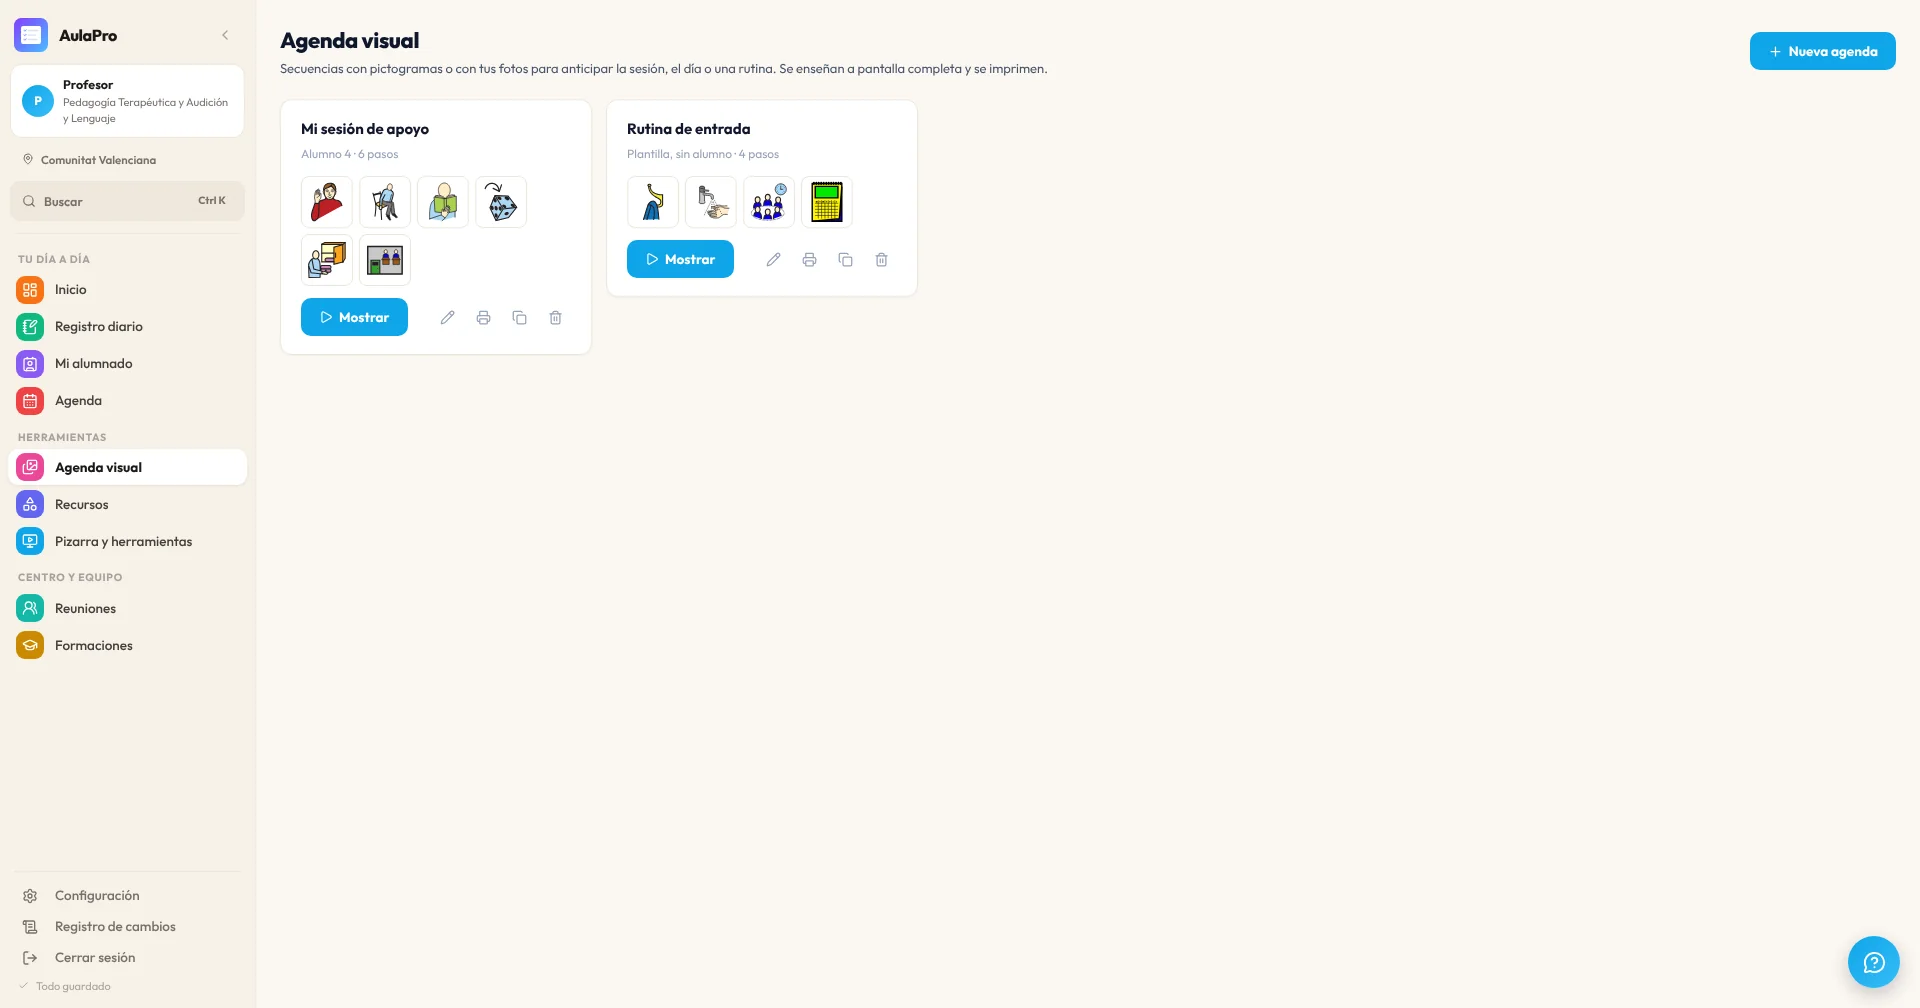 AulaPro
Profesor
P
Pedagogía Terapéutica y Audición
y Lenguaje
Comunitat Valenciana
Buscar
Ctrl K
TU DÍA A DÍA
Inicio
Registro diario
Mi alumnado
Agenda
HERRAMIENTAS
Agenda visual
Recursos
Pizarra y herramientas
CENTRO Y EQUIPO
Reuniones
Formaciones
Configuración
Registro de cambios
Cerrar sesión
Todo guardado
Agenda visual
Secuencias con pictogramas o con tus fotos para anticipar la sesión, el día o una rutina. Se enseñan a pantalla completa y se imprimen.
Nueva agenda
Mi sesión de apoyo
Alumno 4 · 6 pasos
Mostrar
Rutina de entrada
Plantilla, sin alumno · 4 pasos
Mostrar